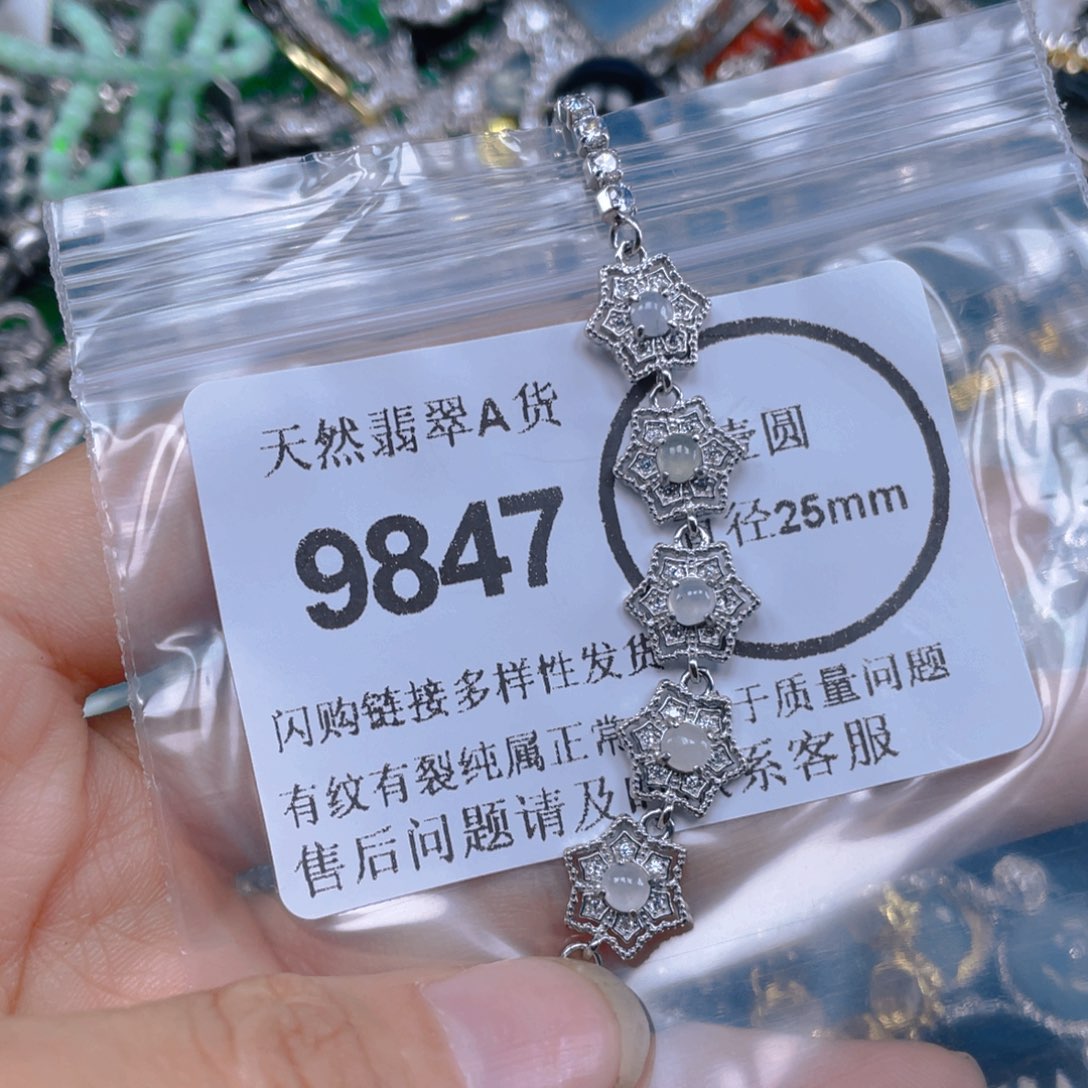 天然翡翠A货
9847
壹圆
径25mm
闪购链接多样性发货
有纹有裂纯属正常 于质量问题
售后问题请及 系客服